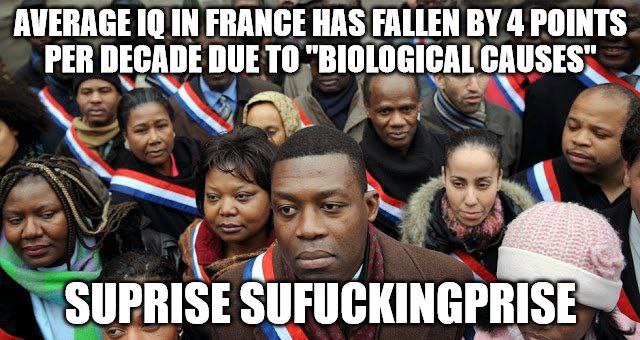 AVERAGE IQ IN FRANCE HAS FALLEN BY 4 POINTS
PER DECADE DUE TO "BIOLOGICAL CAUSES"
SUPRISE SUFUCKINGPRISE